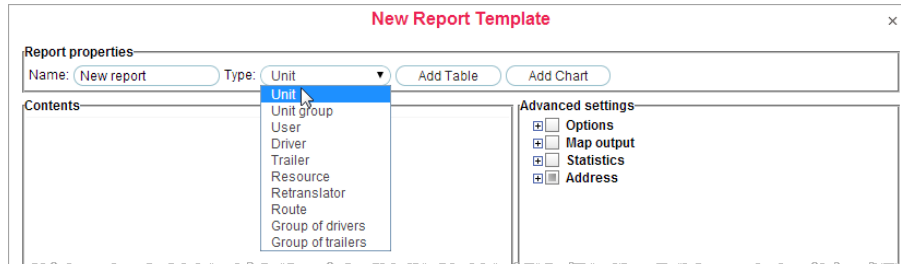 New Report Template
×
Report properties
Name: New report Type: Unit ▼ Add Table Add Chart
Contents
Unit
Unit group
User
Driver
Trailer
Resource
Retranslator
Route
Group of drivers
Group of trailers
Advanced settings
Options
Map output
Statistics
Address